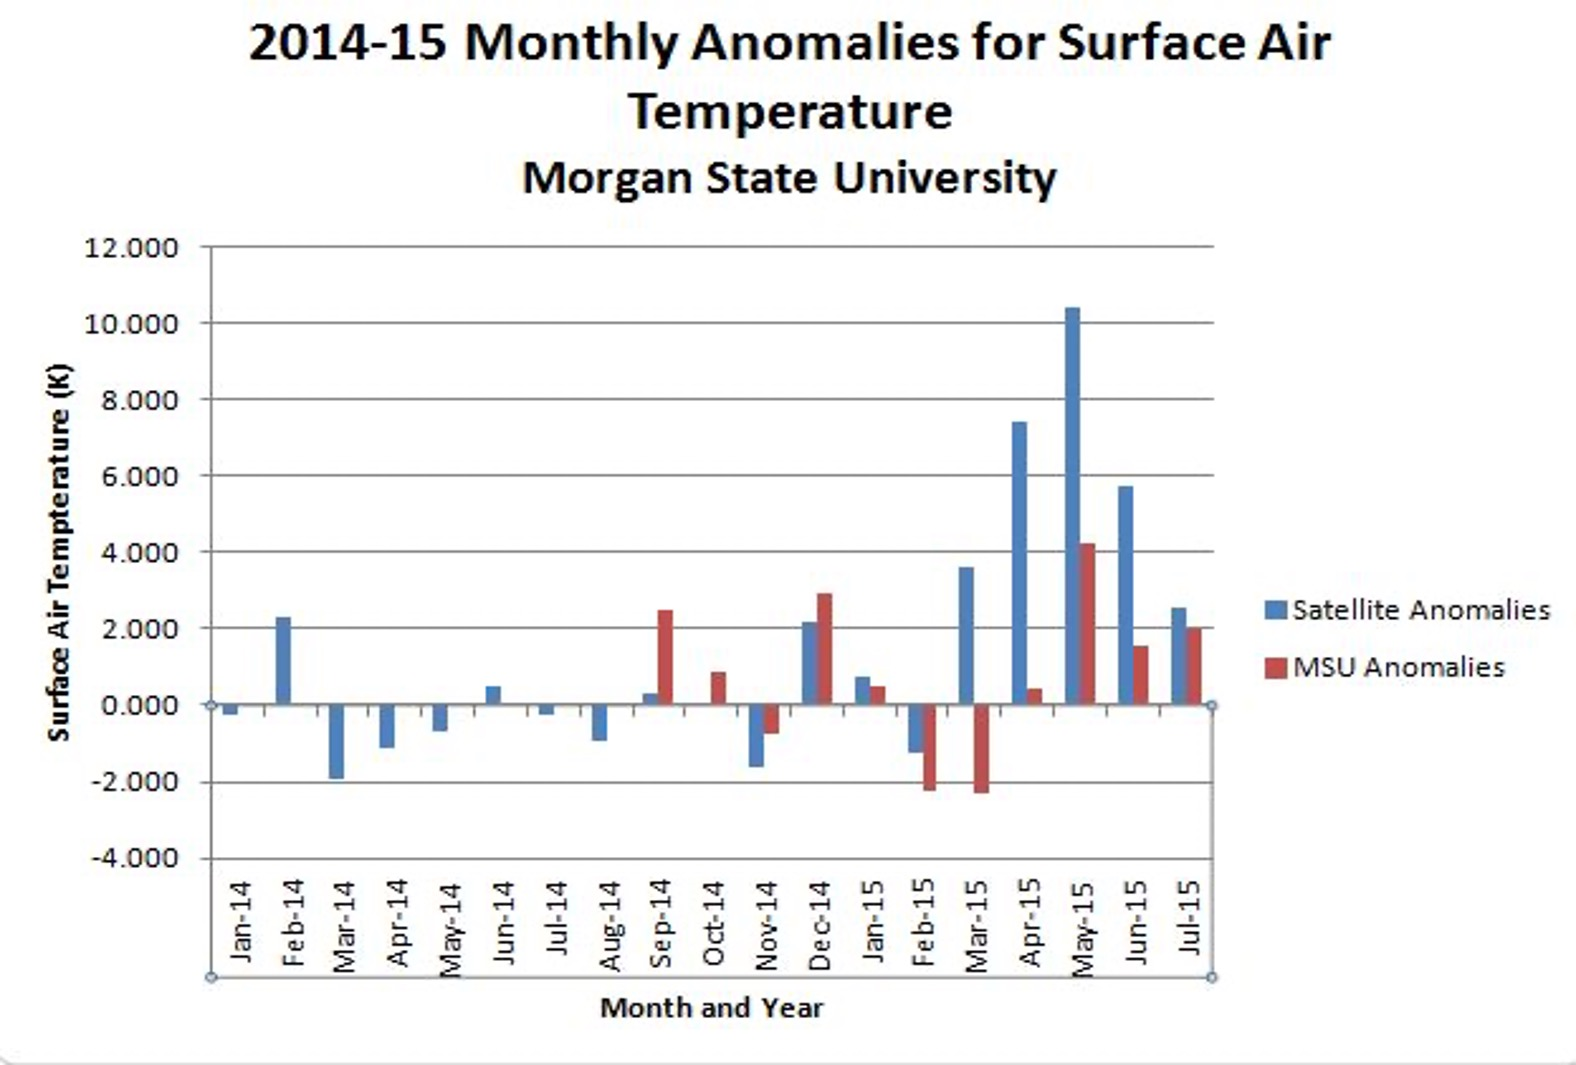 2014-15 Monthly Anomalies for Surface Air
Temperature
Morgan State University
12.000
10.000
8.000
6.000
4.000
2.000
0.000
-2.000
-4.000
Surface Air Tempterature (K)
Jan-14
Feb-14
Mar-14
Apr-14
May-14
Jun-14
Jul-14
Aug-14
Sep-14
Oct-14
Nov-14
Dec-14
Jan-15
Feb-15
Mar-15
Apr-15
May-15
Jun-15
Jul-15
Month and Year
Satellite Anomalies
MSU Anomalies